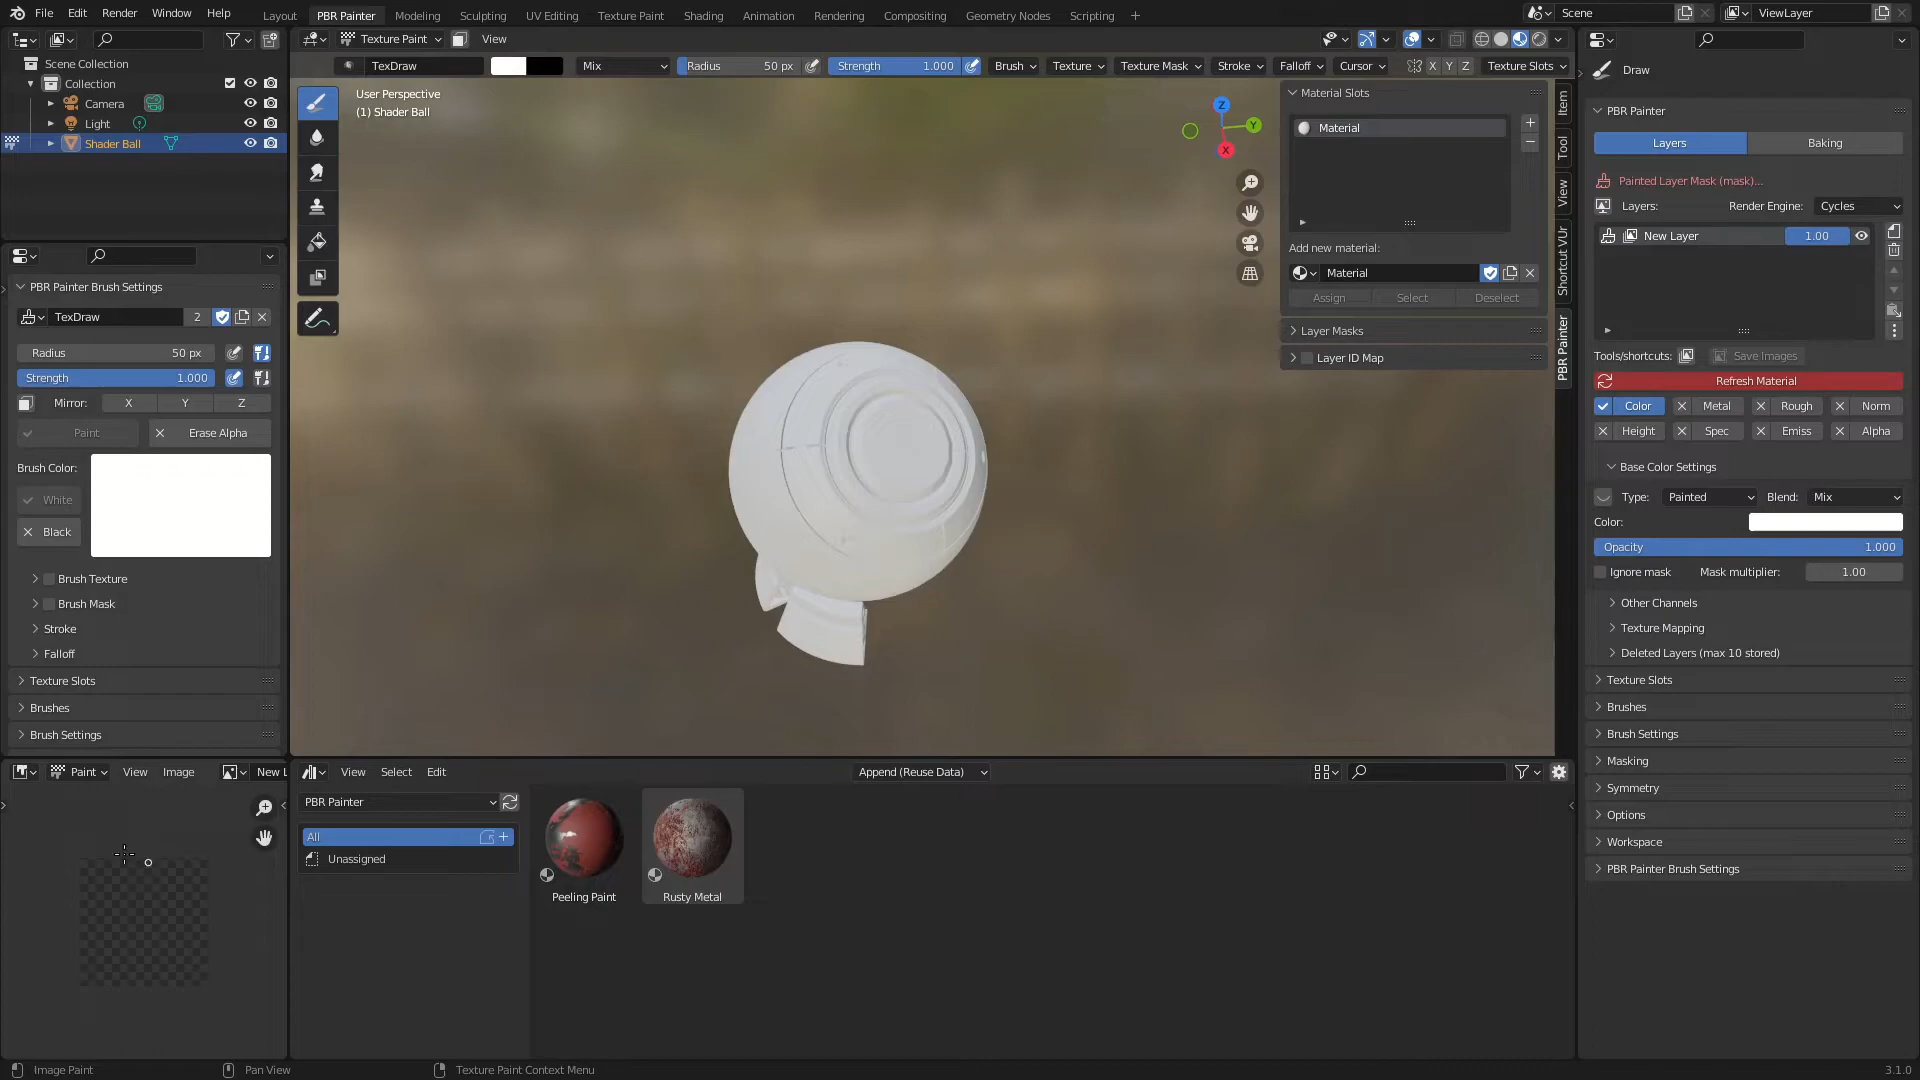 File Edit Render Window Help Layout PBR Painter Modeling Sculpting UV Editing Texture Paint Shading Animation Rendering Compositing Geometry Nodes Scripting + Scene ViewLayer
Texture Paint View
Scene Collection
Collection
Camera
Light
Shader Ball
TexDraw Mix Radius 50 px Strength 1.000 Brush Texture Texture Mask Stroke Falloff Cursor X Y Z Texture Slots
User Perspective
(1) Shader Ball
Z
Y
X
Material Slots
Material
Add new material:
Material
Assign Select Deselect
Layer Masks
Layer ID Map
Item
Tool
View
Shortcut VUr
PBR Painter
Draw
PBR Painter
Layers Baking
Painted Layer Mask (mask)...
Layers: Render Engine: Cycles
New Layer 1.00
Tools/shortcuts: Save Images
Refresh Material
Color Metal Rough Norm
Height Spec Emiss Alpha
Base Color Settings
Type: Painted Blend: Mix
Color:
Opacity 1.000
Ignore mask Mask multiplier: 1.00
Other Channels
Texture Mapping
Deleted Layers (max 10 stored)
Texture Slots
Brushes
Brush Settings
Masking
Symmetry
Options
Workspace
PBR Painter Brush Settings
PBR Painter Brush Settings
TexDraw 2
Radius 50 px
Strength 1.000
Mirror: X Y Z
Paint Erase Alpha
Brush Color:
White
Black
Brush Texture
Brush Mask
Stroke
Falloff
Texture Slots
Brushes
Brush Settings
Paint View Image New L
View Select Edit Append (Reuse Data)
PBR Painter
All
Unassigned
Peeling Paint
Rusty Metal
Image Paint Pan View Texture Paint Context Menu 3.1.0